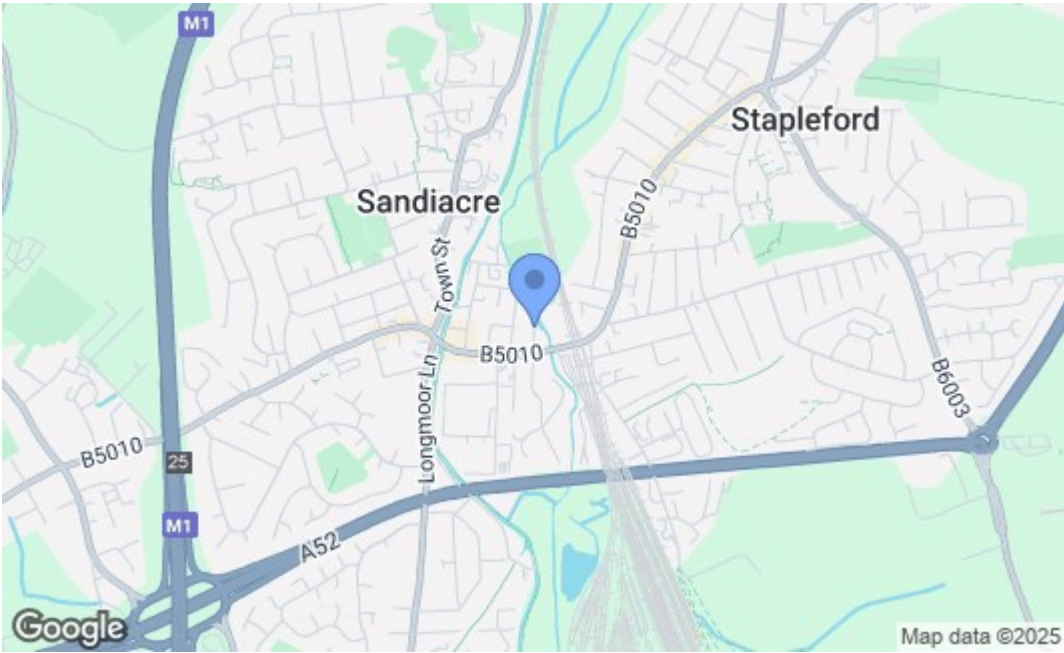 M1
Stapleford
Sandiacre
B5010
Town St
B5010
Longmoor Ln
B6003
B5010
25
M1
A52
Google
Map data ©2025